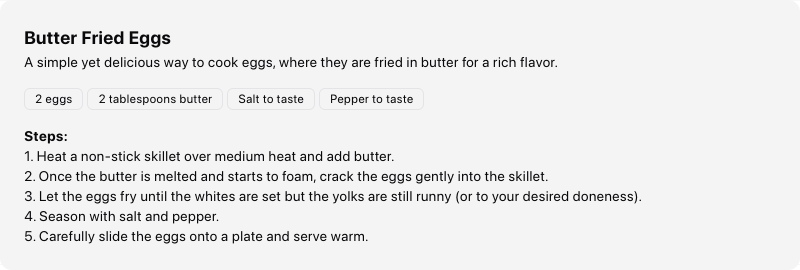 Butter Fried Eggs
A simple yet delicious way to cook eggs, where they are fried in butter for a rich flavor.
2 eggs 2 tablespoons butter Salt to taste Pepper to taste
Steps:
1. Heat a non-stick skillet over medium heat and add butter.
2. Once the butter is melted and starts to foam, crack the eggs gently into the skillet.
3. Let the eggs fry until the whites are set but the yolks are still runny (or to your desired doneness).
4. Season with salt and pepper.
5. Carefully slide the eggs onto a plate and serve warm.